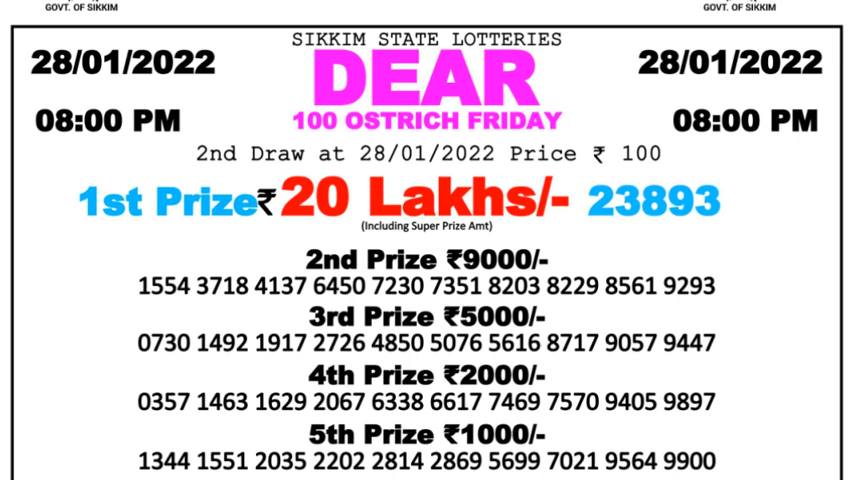 GOVT. OF SIKKIM GOVT. OF SIKKIM
SIKKIM STATE LOTTERIES
28/01/2022 DEAR 28/01/2022
08:00 PM 100 OSTRICH FRIDAY 08:00 PM
2nd Draw at 28/01/2022 Price ₹ 100
1st Prize ₹20 Lakhs/- 23893
(Including Super Prize Amt)
2nd Prize ₹9000/-
1554 3718 4137 6450 7230 7351 8203 8229 8561 9293
3rd Prize ₹5000/-
0730 1492 1917 2726 4850 5076 5616 8717 9057 9447
4th Prize ₹2000/-
0357 1463 1629 2067 6338 6617 7469 7570 9405 9897
5th Prize ₹1000/-
1344 1551 2035 2202 2814 2869 5699 7021 9564 9900